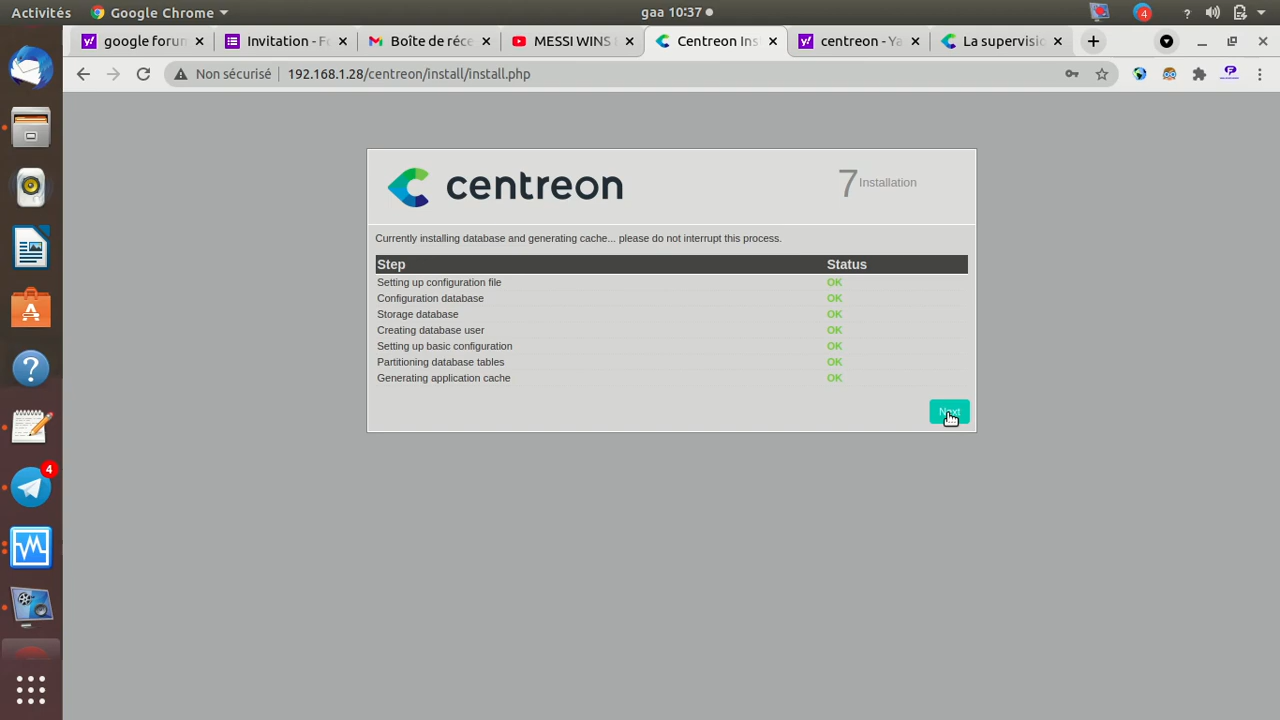 Activités
Google Chrome
gaa 10:37
4
google forum
Invitation - Fo
Boîte de réce
MESSI WINS
Centreon Ins
centreon - Ya
La supervisio
Non sécurisé
192.168.1.28/centreon/install/install.php
centreon
7 Installation
Currently installing database and generating cache... please do not interrupt this process.
Step Status
Setting up configuration file OK
Configuration database OK
Storage database OK
Creating database user OK
Setting up basic configuration OK
Partitioning database tables OK
Generating application cache OK
Next
4